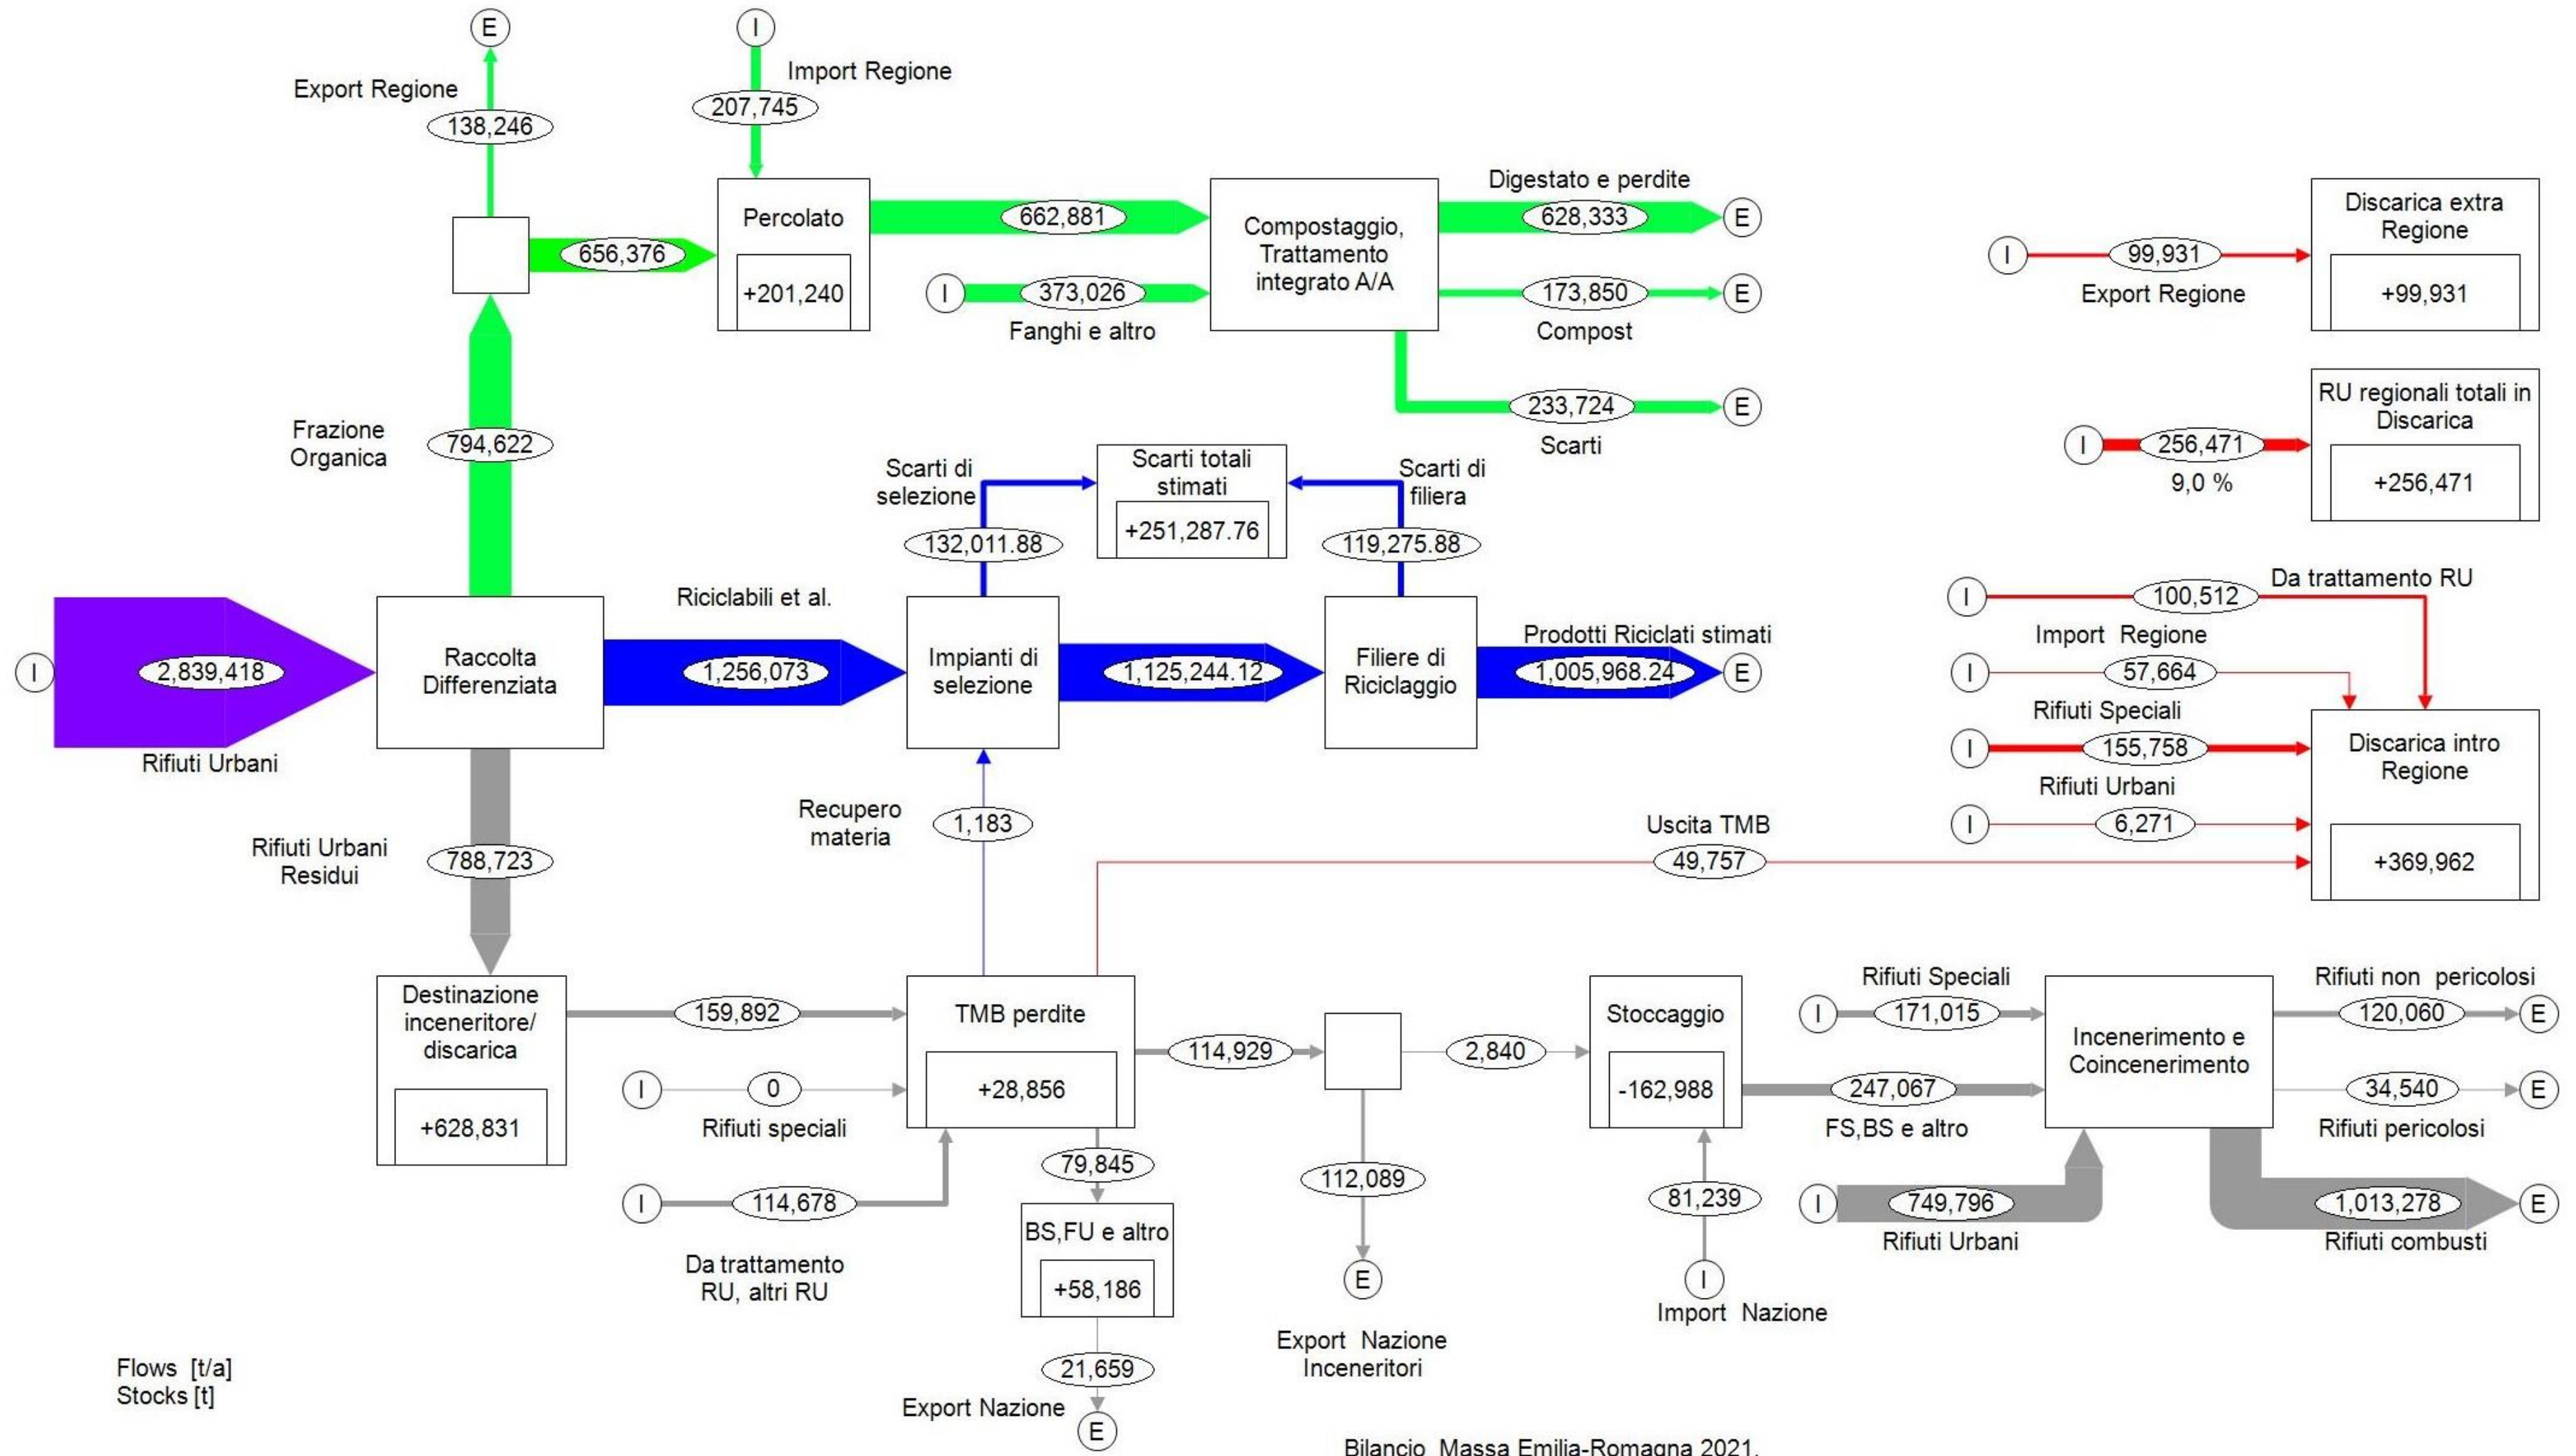 E
I
Export Regione
Import Regione
138,246
207,745
Percolato
+201,240
656,376
662,881
Compostaggio,
Trattamento
integrato A/A
Digestato e perdite
628,333
E
I
373,026
Fanghi e altro
173,850
E
Compost
233,724
E
Scarti
Discarica extra
Regione
+99,931
I
99,931
Export Regione
RU regionali totali in
Discarica
+256,471
I
256,471
9,0 %
Frazione
Organica
794,622
Scarti di
selezione
Scarti totali
stimati
+251,287.76
Scarti di
filiera
132,011.88
119,275.88
I
2,839,418
Rifiuti Urbani
Raccolta
Differenziata
Riciclabili et al.
1,256,073
Impianti di
selezione
1,125,244.12
Filiere di
Riciclaggio
Prodotti Riciclati stimati
1,005,968.24
E
I
100,512
Da trattamento RU
Import Regione
I
57,664
Rifiuti Speciali
I
155,758
Rifiuti Urbani
I
6,271
Discarica intro
Regione
+369,962
Recupero
materia
1,183
Uscita TMB
49,757
Rifiuti Urbani
Residui
788,723
Destinazione
inceneritore/
discarica
+628,831
159,892
I
0
Rifiuti speciali
I
114,678
Da trattamento
RU, altri RU
TMB perdite
+28,856
79,845
BS,FU e altro
+58,186
21,659
Export Nazione
E
114,929
112,089
E
Export Nazione
Inceneritori
2,840
Stoccaggio
-162,988
81,239
I
Import Nazione
Rifiuti Speciali
I
171,015
247,067
FS,BS e altro
I
749,796
Rifiuti Urbani
Incenerimento e
Coincenerimento
Rifiuti non pericolosi
120,060
E
34,540
E
Rifiuti pericolosi
1,013,278
E
Rifiuti combusti
Flows [t/a]
Stocks [t]
Bilancio Massa Emilia-Romagna 2021.